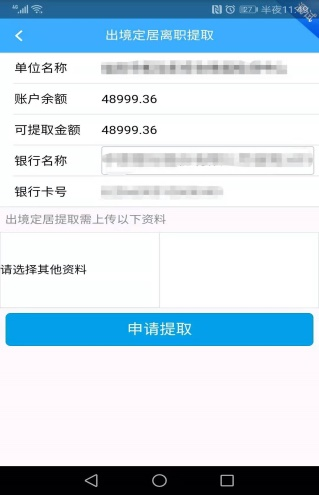 半夜11:49
出境定居离职提取
单位名称
账户余额 48999.36
可提取金额 48999.36
银行名称
银行卡号
出境定居提取需上传以下资料
请选择其他资料
申请提取